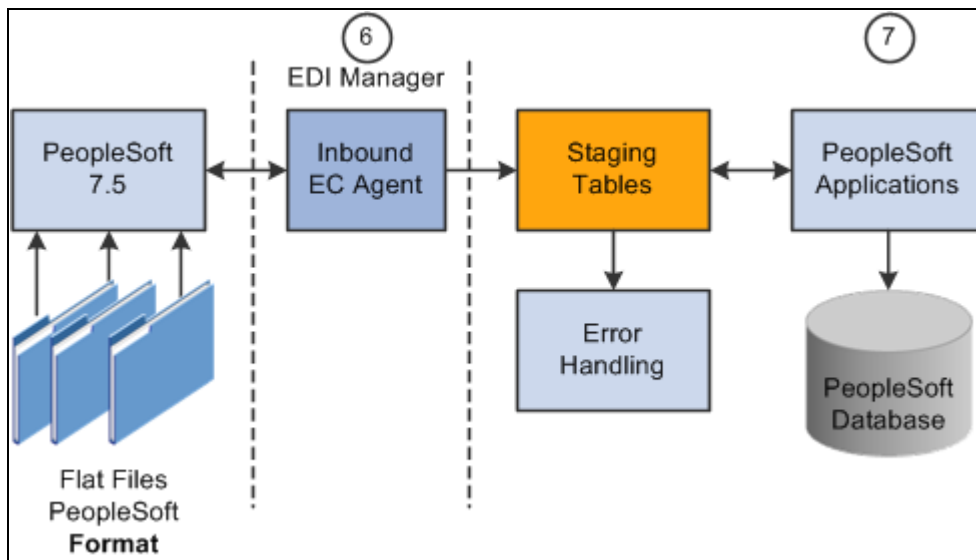 6
7
EDI Manager
PeopleSoft
7.5
Inbound
EC Agent
Staging
Tables
PeopleSoft
Applications
Error
Handling
PeopleSoft
Database
Flat Files
PeopleSoft
Format